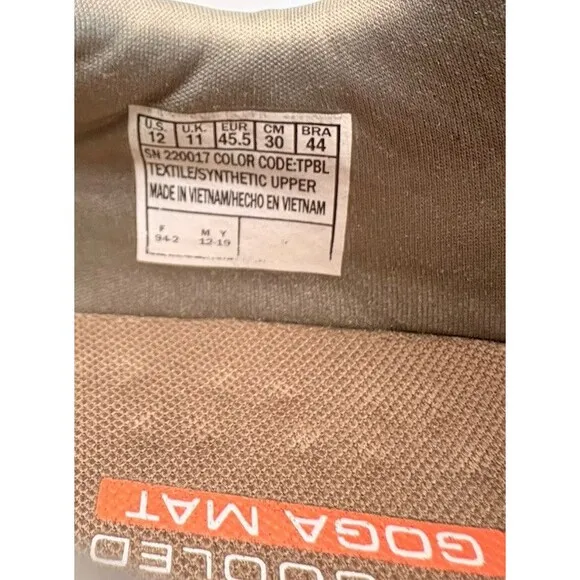 U.S. U.K. EUR CM BRA
12 11 45.5 30 44
SN 220017 COLOR CODE:TPBL
TEXTILE/SYNTHETIC UPPER
MADE IN VIETNAM/HECHO EN VIETNAM
F M Y
94-2 12-19
GOGA MAT